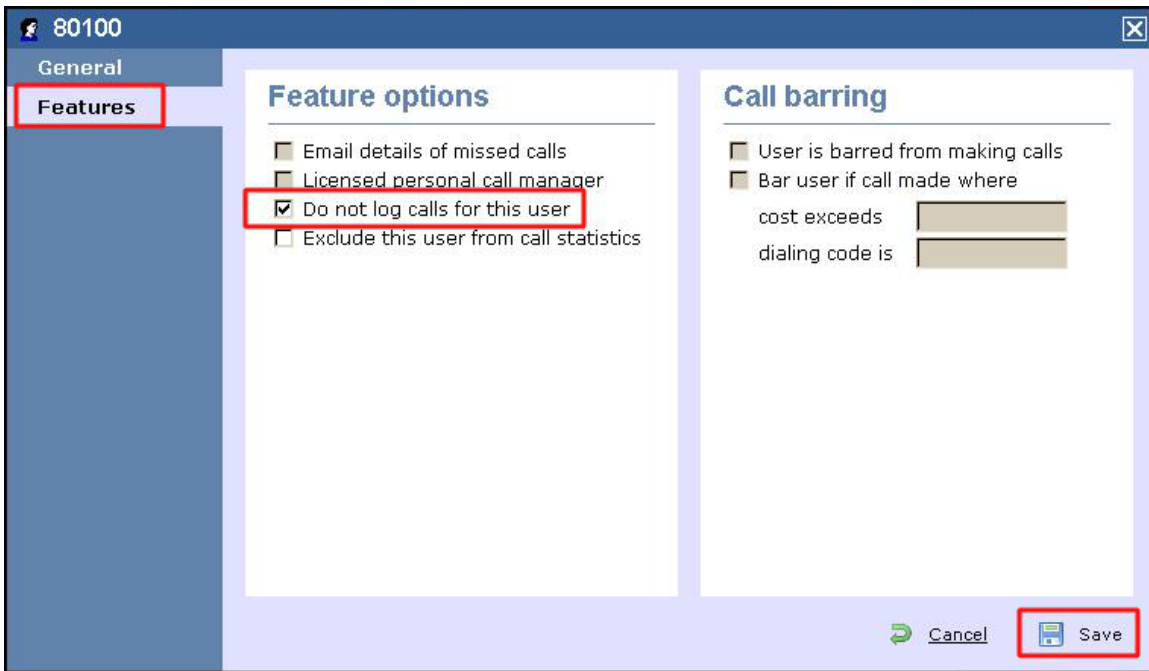 80100
General
Features
Feature options
Email details of missed calls
Licensed personal call manager
Do not log calls for this user
Exclude this user from call statistics
Call barring
User is barred from making calls
Bar user if call made where
cost exceeds
dialing code is
Cancel
Save